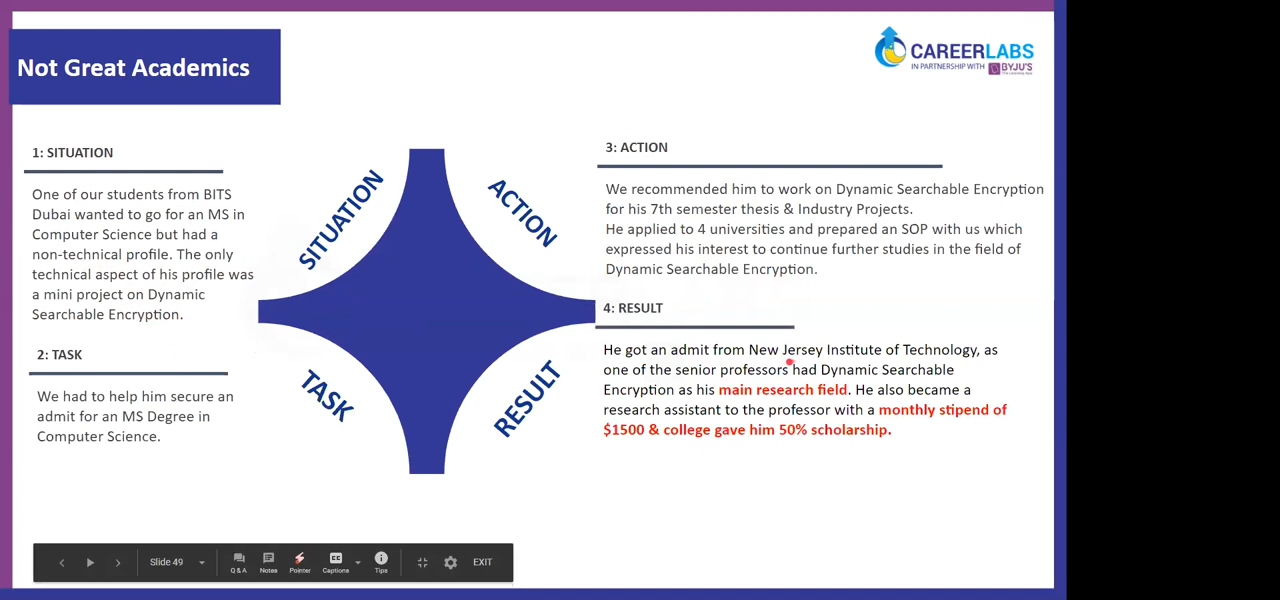 Not Great Academics
CAREERLABS
IN PARTNERSHIP WITH BYJU'S
The Learning App
1: SITUATION
One of our students from BITS
Dubai wanted to go for an MS in
Computer Science but had a
non-technical profile. The only
technical aspect of his profile was
a mini project on Dynamic
Searchable Encryption.
2: TASK
We had to help him secure an
admit for an MS Degree in
Computer Science.
SITUATION
ACTION
TASK
RESULT
3: ACTION
We recommended him to work on Dynamic Searchable Encryption
for his 7th semester thesis & Industry Projects.
He applied to 4 universities and prepared an SOP with us which
expressed his interest to continue further studies in the field of
Dynamic Searchable Encryption.
4: RESULT
He got an admit from New Jersey Institute of Technology, as
one of the senior professors had Dynamic Searchable
Encryption as his main research field. He also became a
research assistant to the professor with a monthly stipend of
$1500 & college gave him 50% scholarship.
Slide 49
Q & A
Notes
Pointer
CC
Captions
Tips
EXIT